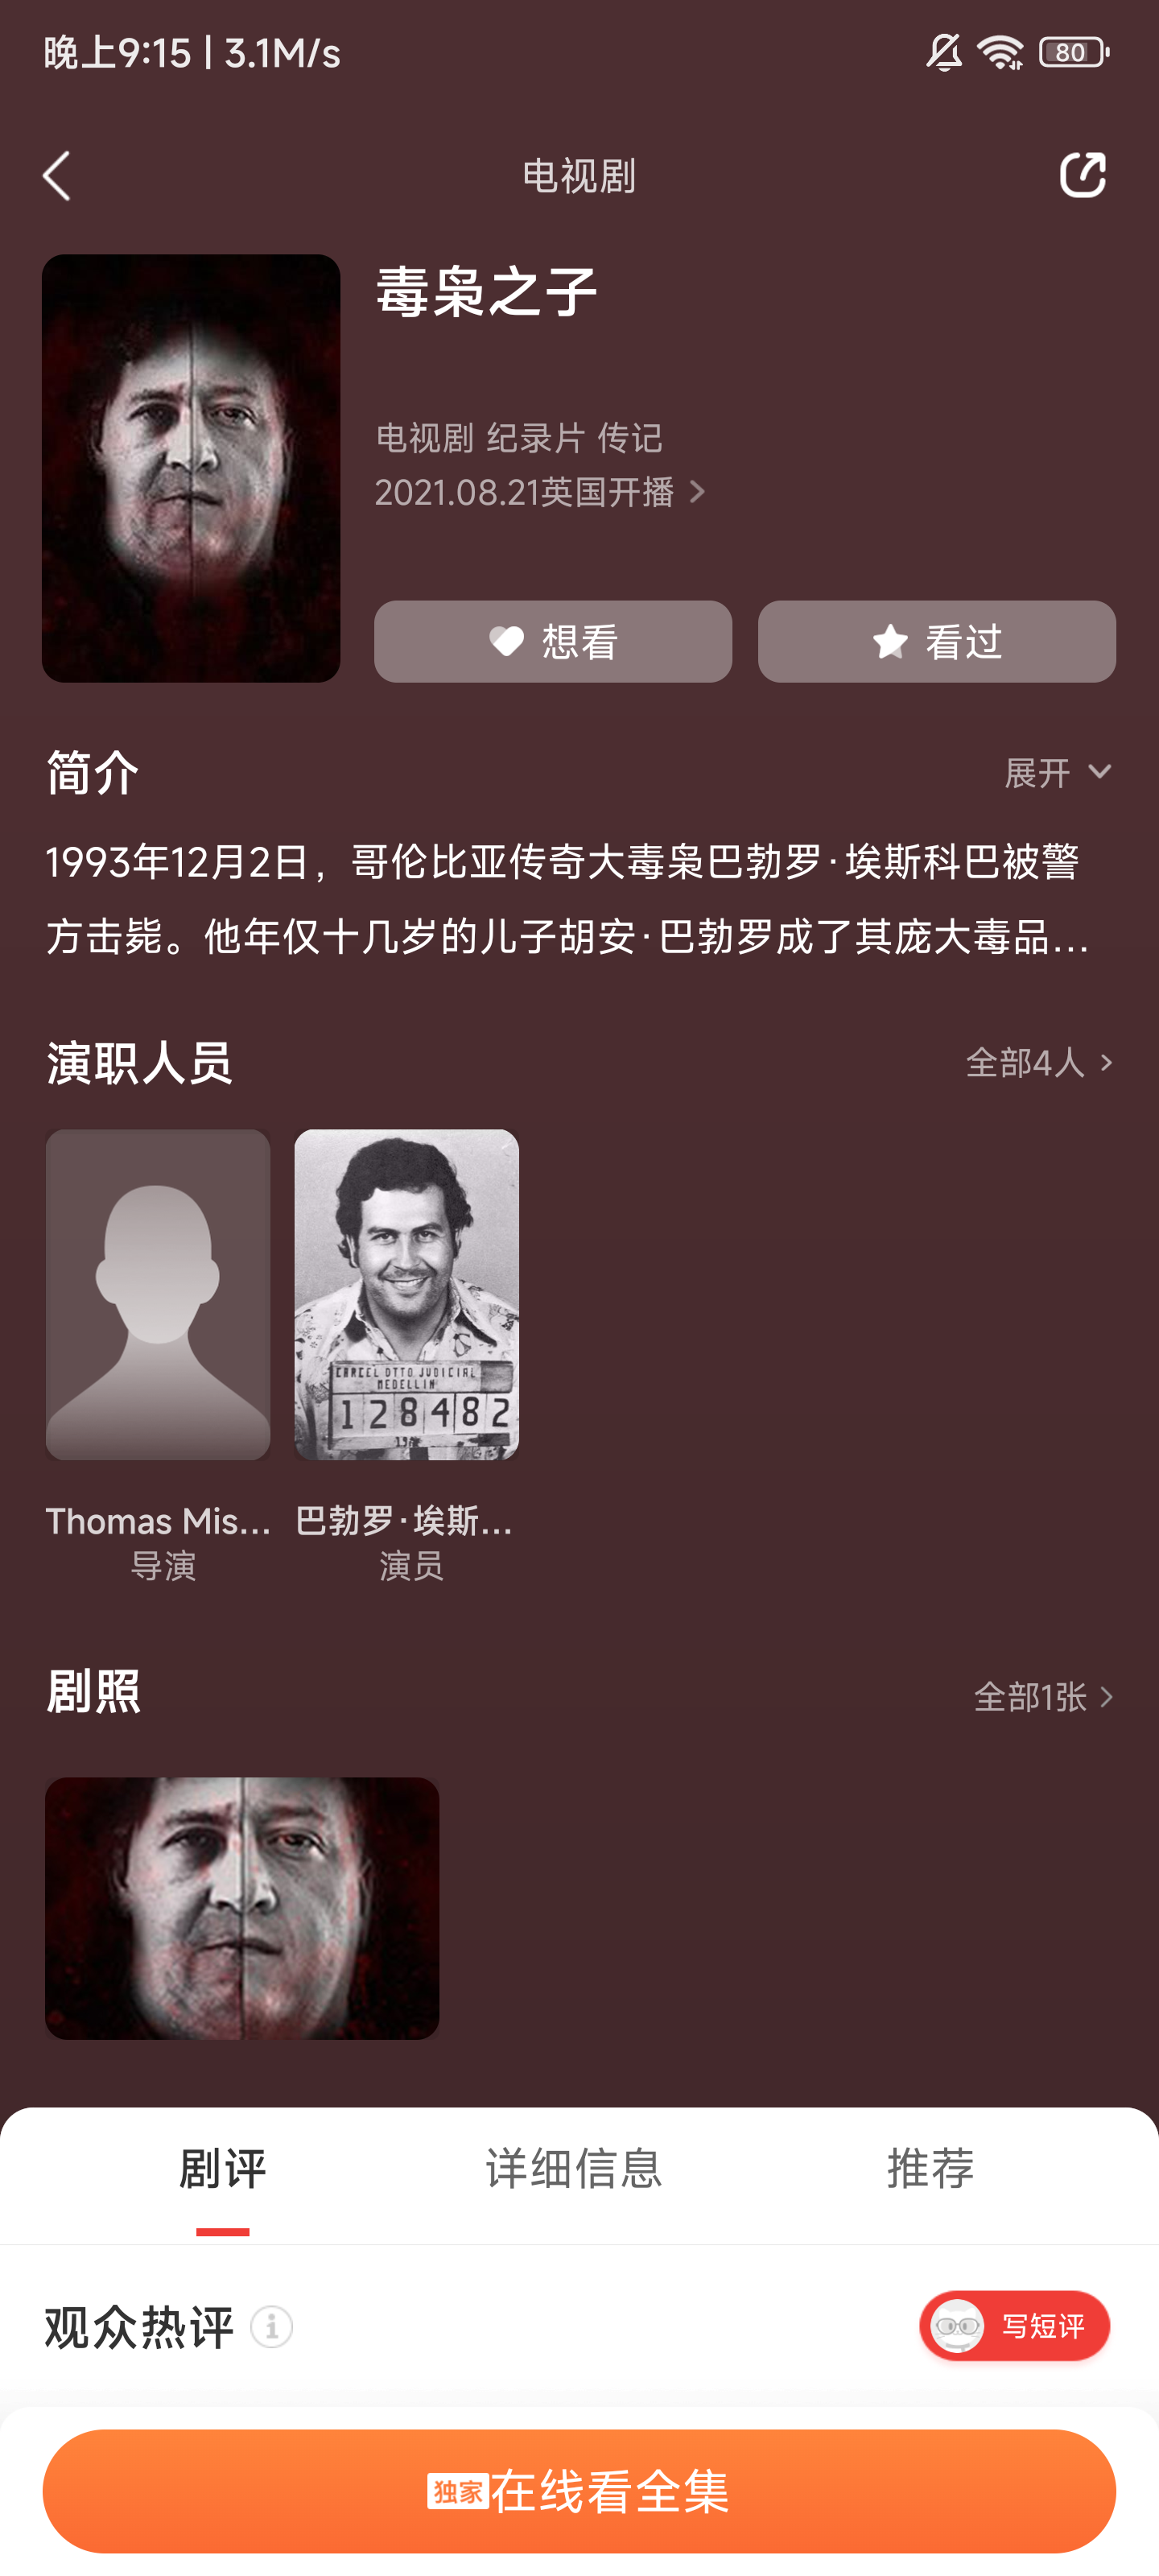 晚上9:15 | 3.1M/s
80
电视剧
毒枭之子
电视剧 纪录片 传记
2021.08.21英国开播
想看
看过
简介
展开
1993年12月2日，哥伦比亚传奇大毒枭巴勃罗·埃斯科巴被警
方击毙。他年仅十几岁的儿子胡安·巴勃罗成了其庞大毒品...
演职人员
全部4人
CARCEL DTTO JUDICIAL
MEDELLIN
128482
Thomas Mis...
巴勃罗·埃斯...
导演
演员
剧照
全部1张
剧评
详细信息
推荐
观众热评
写短评
独家在线看全集